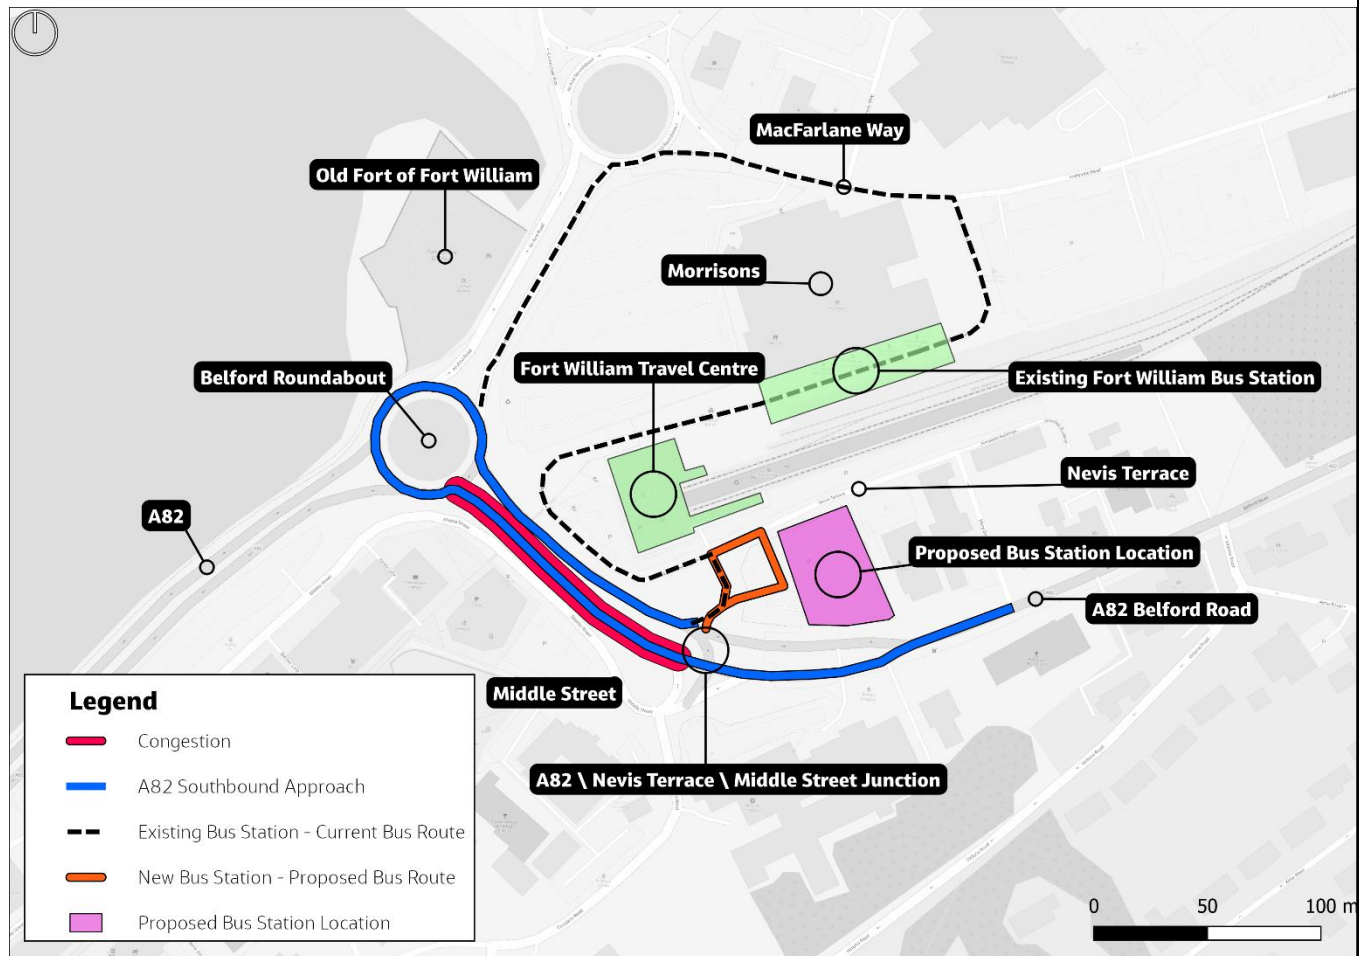 MacFarlane Way
Old Fort of Fort William
Morrisons
Fort William Travel Centre
Belford Roundabout
Existing Fort William Bus Station
Nevis Terrace
A82
Proposed Bus Station Location
A82 Belford Road
Middle Street
A82 \ Nevis Terrace \ Middle Street Junction
Legend
Congestion
A82 Southbound Approach
Existing Bus Station - Current Bus Route
New Bus Station - Proposed Bus Route
Proposed Bus Station Location
0 50 100 m